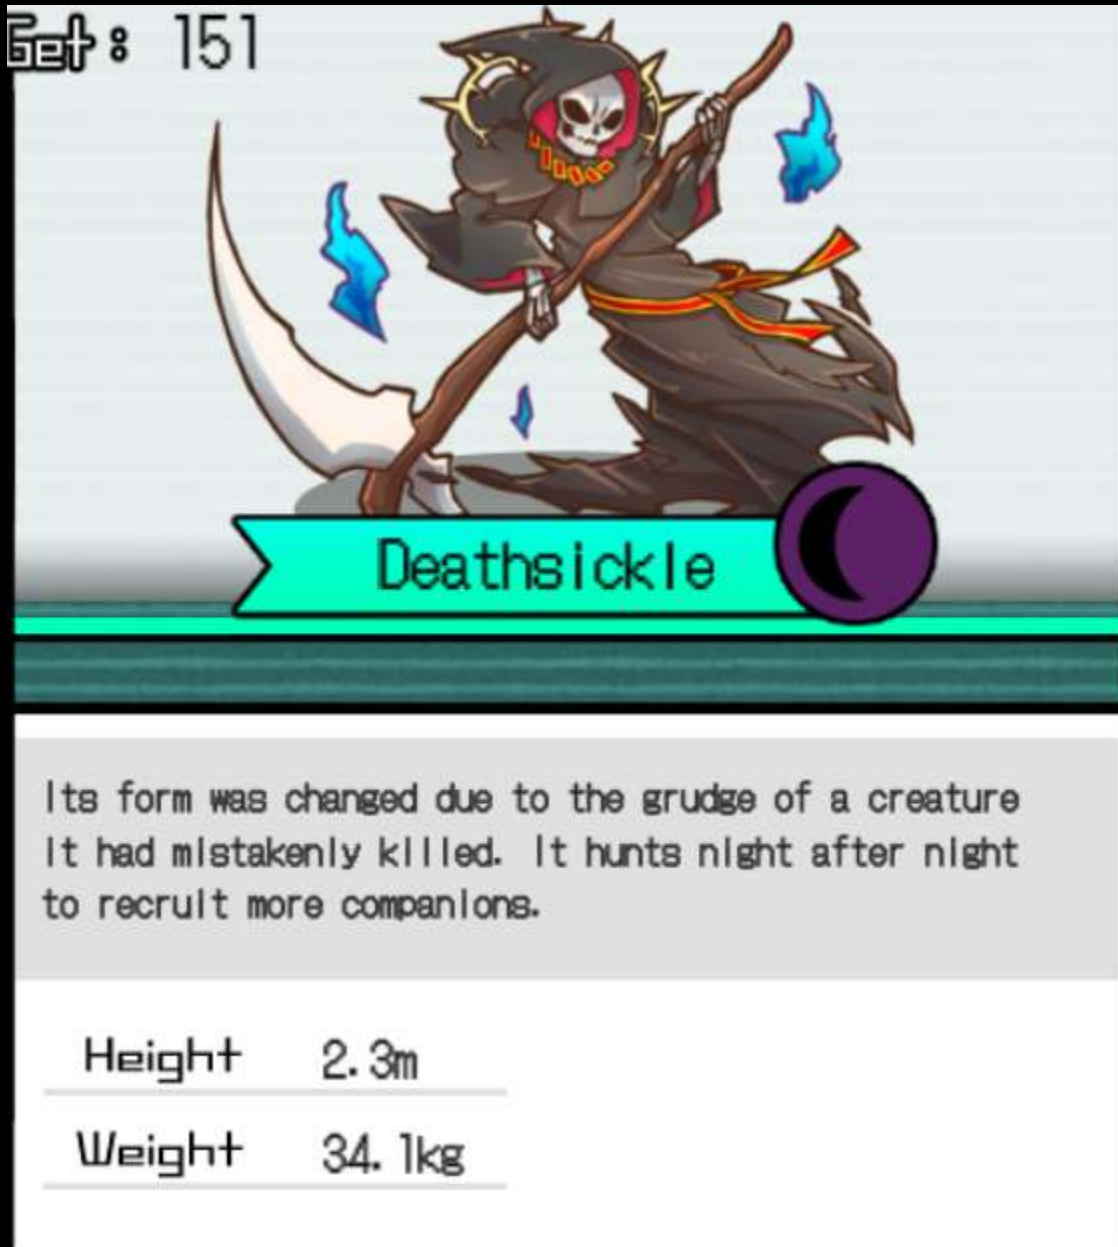 Get: 151
Deathsickle
Its form was changed due to the grudge of a creature
it had mistakenly killed. It hunts night after night
to recruit more companions.
Height 2.3m
Weight 34.1kg